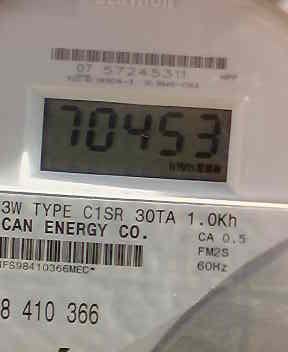 07 57245311
70453
3W TYPE C1SR 30TA 1.0Kh
CAN ENERGY CO.
CA 0.5
FM2S
60Hz
IFS98410366MEC*
8 410 366